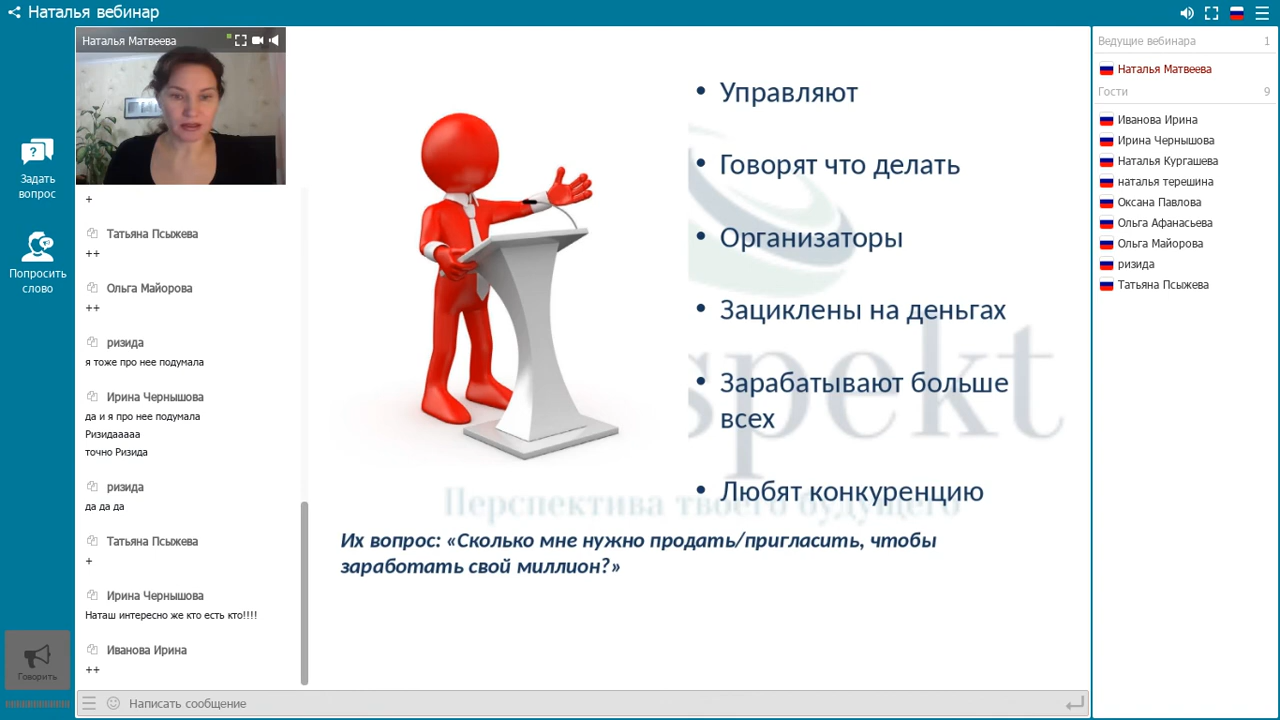 Наталья вебинар
Наталья Матвеева
Задать
вопрос
Попросить
слово
Говорить
+
Татьяна Псыжева
++
Ольга Майорова
++
ризида
я тоже про нее подумала
Ирина Чернышова
да и я про нее подумала
Ризидааааа
точно Ризида
ризида
да да да
Татьяна Псыжева
+
Ирина Чернышова
Наташ интересно же кто есть кто!!!!
Иванова Ирина
++
Написать сообщение
• Управляют
• Говорят что делать
• Организаторы
• Зациклены на деньгах
• Зарабатывают больше
всех
• Любят конкуренцию
spekt
Перспектива твоего будущего
Их вопрос: «Сколько мне нужно продать/пригласить, чтобы
заработать свой миллион?»
Ведущие вебинара 1
Наталья Матвеева
Гости 9
Иванова Ирина
Ирина Чернышова
Наталья Кургашева
наталья терешина
Оксана Павлова
Ольга Афанасьева
Ольга Майорова
ризида
Татьяна Псыжева